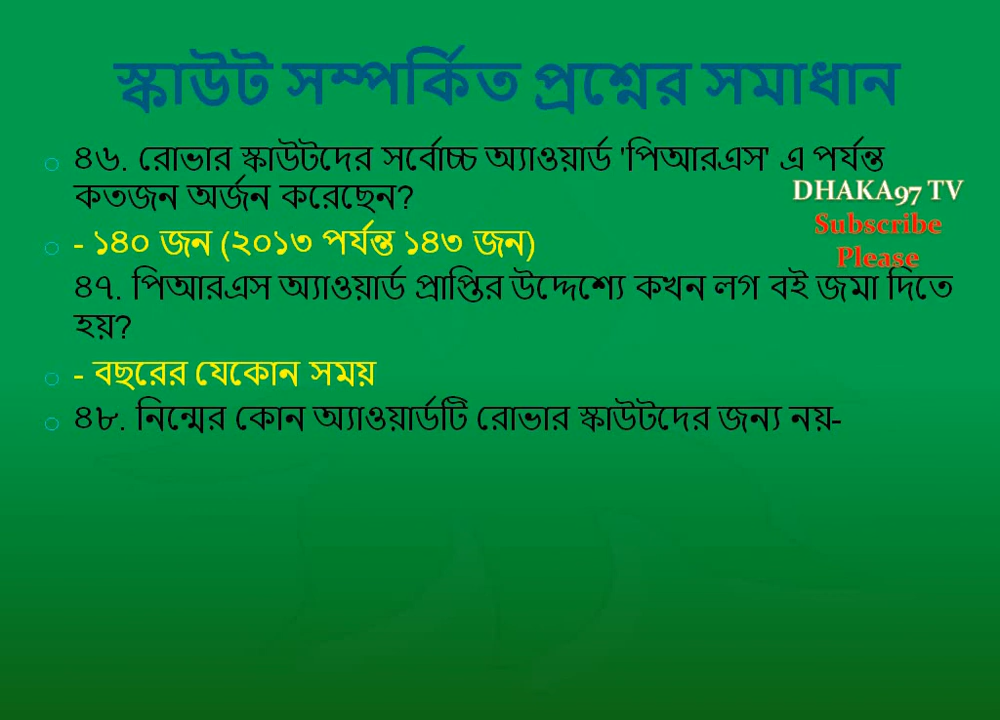 স্কাউট সম্পর্কিত প্রশ্নের সমাধান
৪৬. রোভার স্কাউটদের সর্বোচ্চ অ্যাওয়ার্ড 'পিআরএস' এ পর্যন্ত
কতজন অর্জন করেছেন?
- ১৪০ জন (২০১৩ পর্যন্ত ১৪৩ জন)
DHAKA97 TV
Subscribe
Please
৪৭. পিআরএস অ্যাওয়ার্ড প্রাপ্তির উদ্দেশ্যে কখন লগ বই জমা দিতে
হয়?
- বছরের যেকোন সময়
৪৮. নিন্মের কোন অ্যাওয়ার্ডটি রোভার স্কাউটদের জন্য নয়-